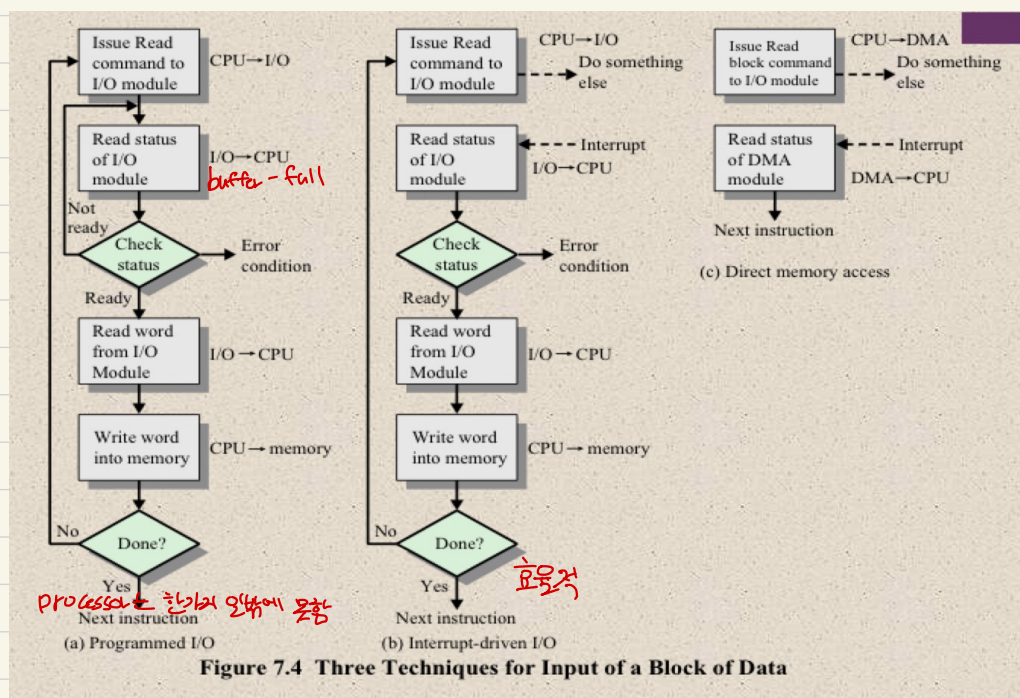 Issue Read
command to
I/O module
CPU→I/O
Read status
of I/O
module
I/O→CPU
buffer-full
Not
ready
Check
status
Error
condition
Ready
Read word
from I/O
Module
I/O→CPU
Write word
into memory
CPU→memory
No
Done?
Yes
processor는 한가지 일밖에 못함
Next instruction
(a) Programmed I/O
Issue Read
command to
I/O module
CPU→I/O
Do something
else
Read status
of I/O
module
Interrupt
I/O→CPU
Check
status
Error
condition
Ready
Read word
from I/O
Module
I/O→CPU
Write word
into memory
CPU→memory
No
Done?
효율적
Yes
Next instruction
(b) Interrupt-driven I/O
Issue Read
block command
to I/O module
CPU→DMA
Do something
else
Read status
of DMA
module
Interrupt
DMA→CPU
Next instruction
(c) Direct memory access
Figure 7.4 Three Techniques for Input of a Block of Data